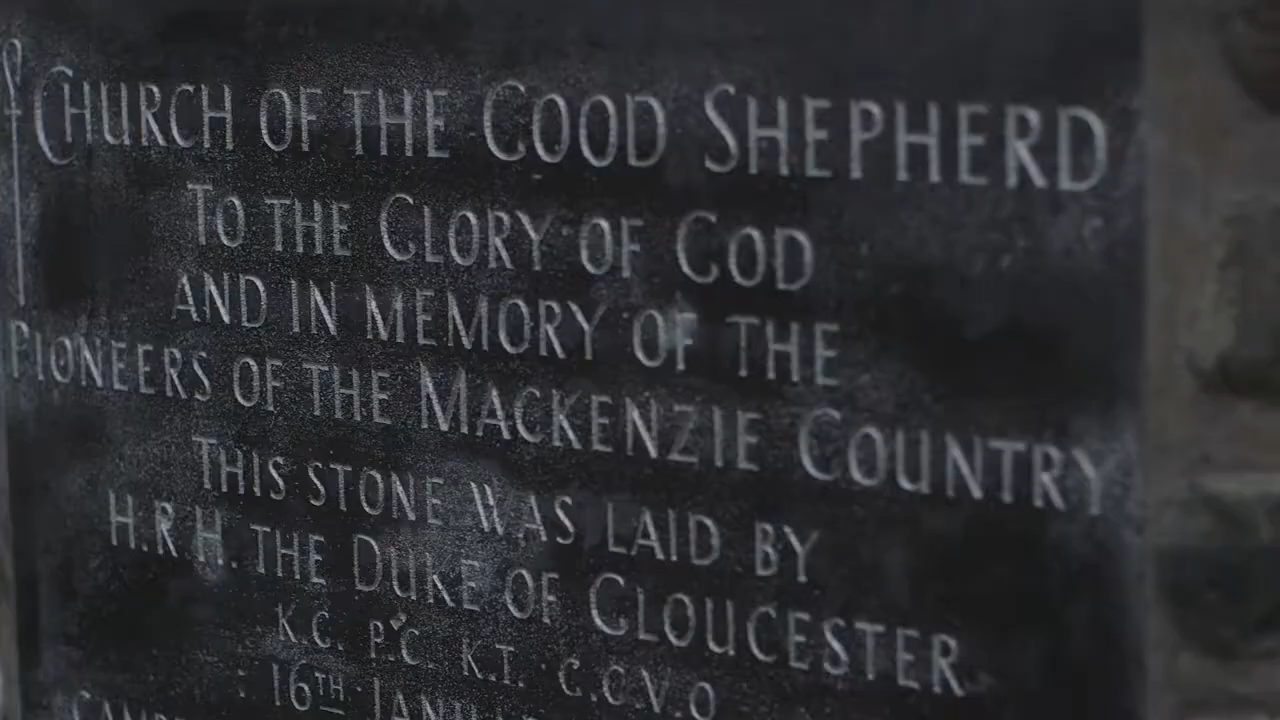 CHURCH OF THE GOOD SHEPHERD
TO THE GLORY OF GOD
AND IN MEMORY OF THE
PIONEERS OF THE MACKENZIE COUNTRY
THIS STONE WAS LAID BY
H.R.H. THE DUKE OF GLOUCESTER
K.G. P.C. K.T. G.C.V.O
16TH